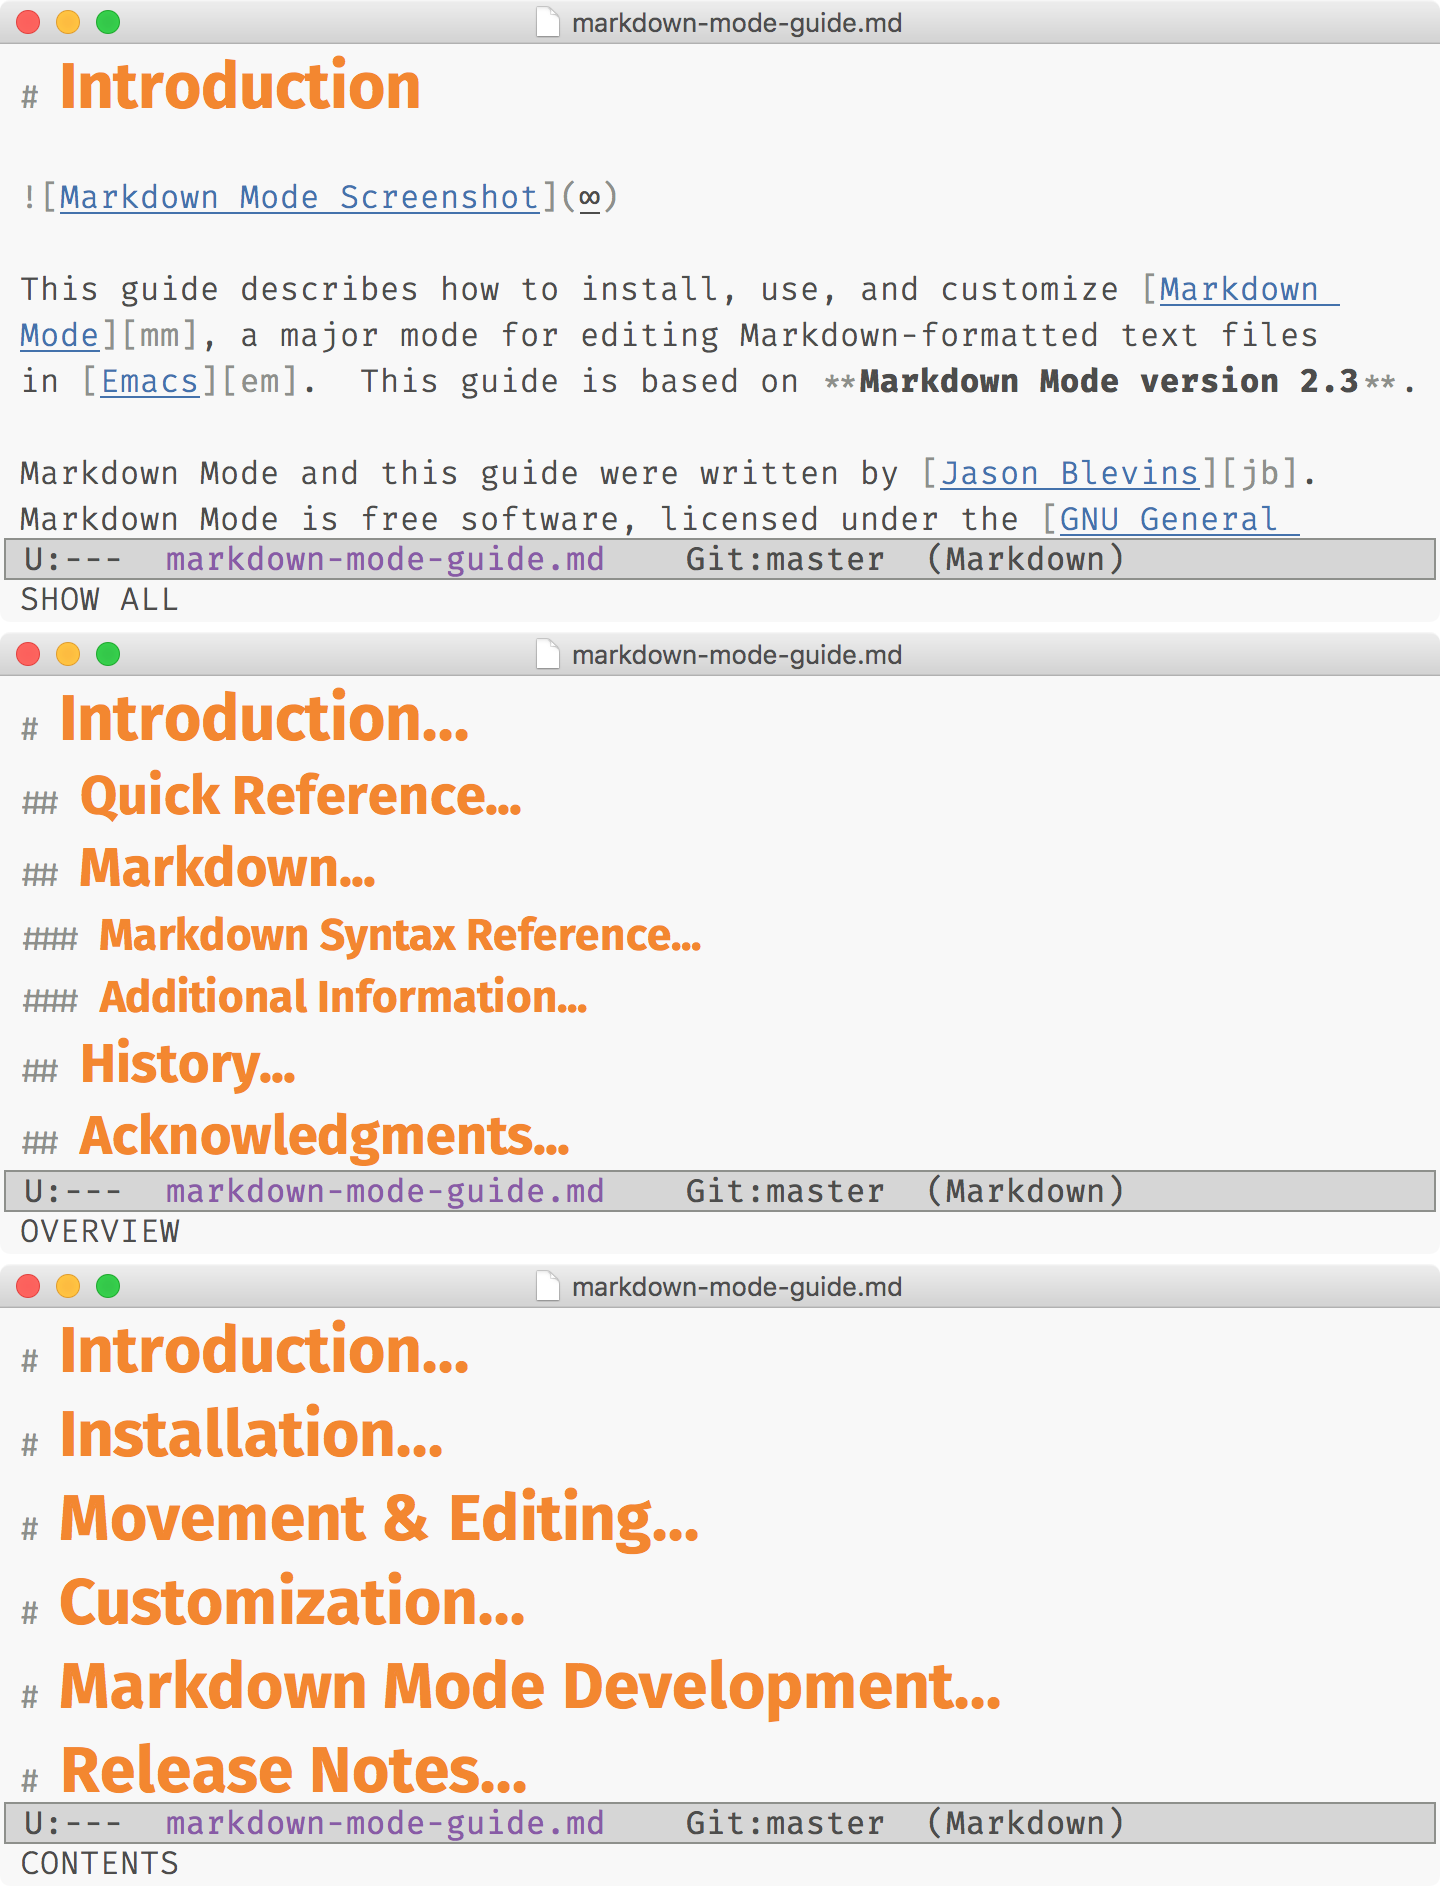 markdown-mode-guide.md
# Introduction
![Markdown Mode Screenshot](∞)
This guide describes how to install, use, and customize [Markdown
Mode][mm], a major mode for editing Markdown-formatted text files
in [Emacs][em].  This guide is based on **Markdown Mode version 2.3**.
Markdown Mode and this guide were written by [Jason Blevins][jb].
Markdown Mode is free software, licensed under the [GNU General
U:---  markdown-mode-guide.md    Git:master  (Markdown)
SHOW ALL
markdown-mode-guide.md
# Introduction...
## Quick Reference...
## Markdown...
### Markdown Syntax Reference...
### Additional Information...
## History...
## Acknowledgments...
U:---  markdown-mode-guide.md    Git:master  (Markdown)
OVERVIEW
markdown-mode-guide.md
# Introduction...
# Installation...
# Movement & Editing...
# Customization...
# Markdown Mode Development...
# Release Notes...
U:---  markdown-mode-guide.md    Git:master  (Markdown)
CONTENTS